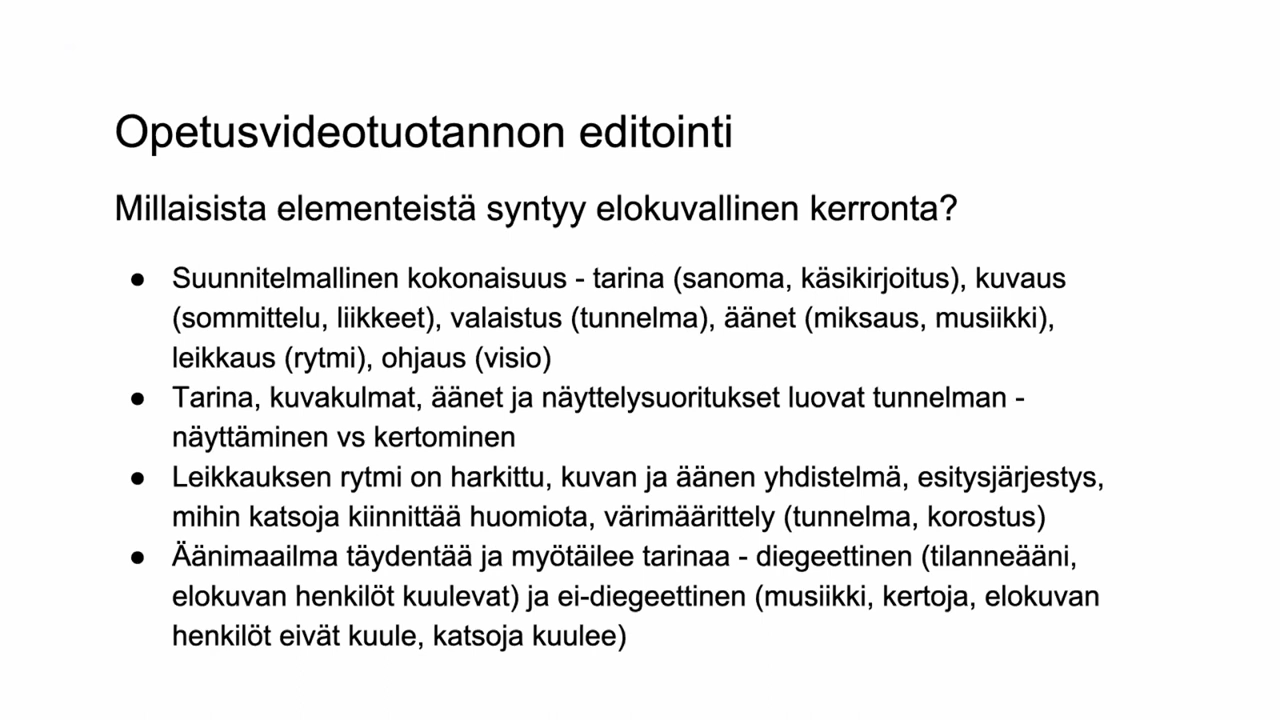 Opetusvideotuotannon editointi
Millaisista elementeistä syntyy elokuvallinen kerronta?
● Suunnitelmallinen kokonaisuus - tarina (sanoma, käsikirjoitus), kuvaus
(sommittelu, liikkeet), valaistus (tunnelma), äänet (miksaus, musiikki),
leikkaus (rytmi), ohjaus (visio)
● Tarina, kuvakulmat, äänet ja näyttelysuoritukset luovat tunnelman -
näyttäminen vs kertominen
● Leikkauksen rytmi on harkittu, kuvan ja äänen yhdistelmä, esitysjärjestys,
mihin katsoja kiinnittää huomiota, värimäärittely (tunnelma, korostus)
● Äänimaailma täydentää ja myötäilee tarinaa - diegeettinen (tilanneääni,
elokuvan henkilöt kuulevat) ja ei-diegeettinen (musiikki, kertoja, elokuvan
henkilöt eivät kuule, katsoja kuulee)